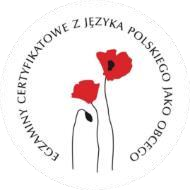 EGZAMINY CERTYFIKATOWE Z JĘZYKA POLSKIEGO JAKO OBCEGO